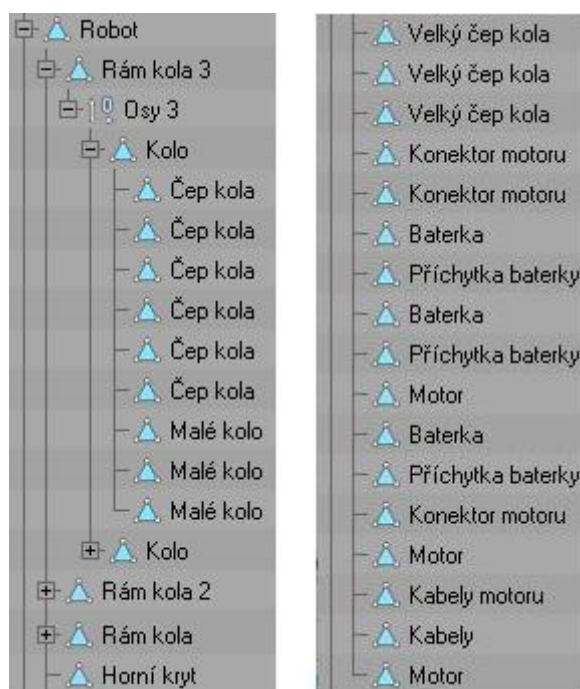 Robot
Rám kola 3
Osy 3
Kolo
Čep kola
Čep kola
Čep kola
Čep kola
Čep kola
Čep kola
Malé kolo
Malé kolo
Malé kolo
Kolo
Rám kola 2
Rám kola
Horní kryt
Velký čep kola
Velký čep kola
Velký čep kola
Konektor motoru
Konektor motoru
Baterka
Příchytka baterky
Baterka
Příchytka baterky
Motor
Baterka
Příchytka baterky
Konektor motoru
Motor
Kabely motoru
Kabely
Motor